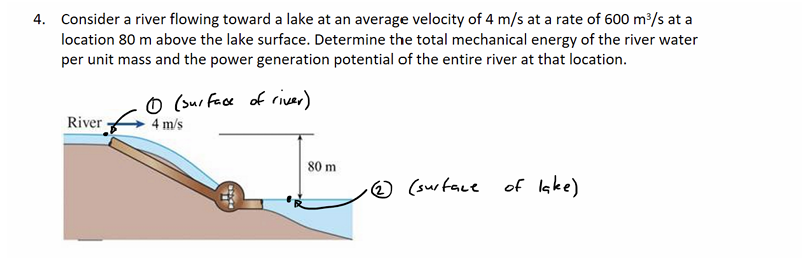 4. Consider a river flowing toward a lake at an average velocity of 4 m/s at a rate of 600 m³/s at a
location 80 m above the lake surface. Determine the total mechanical energy of the river water
per unit mass and the power generation potential of the entire river at that location.
① (surface of river)
River
4 m/s
80 m
② (surface of lake)